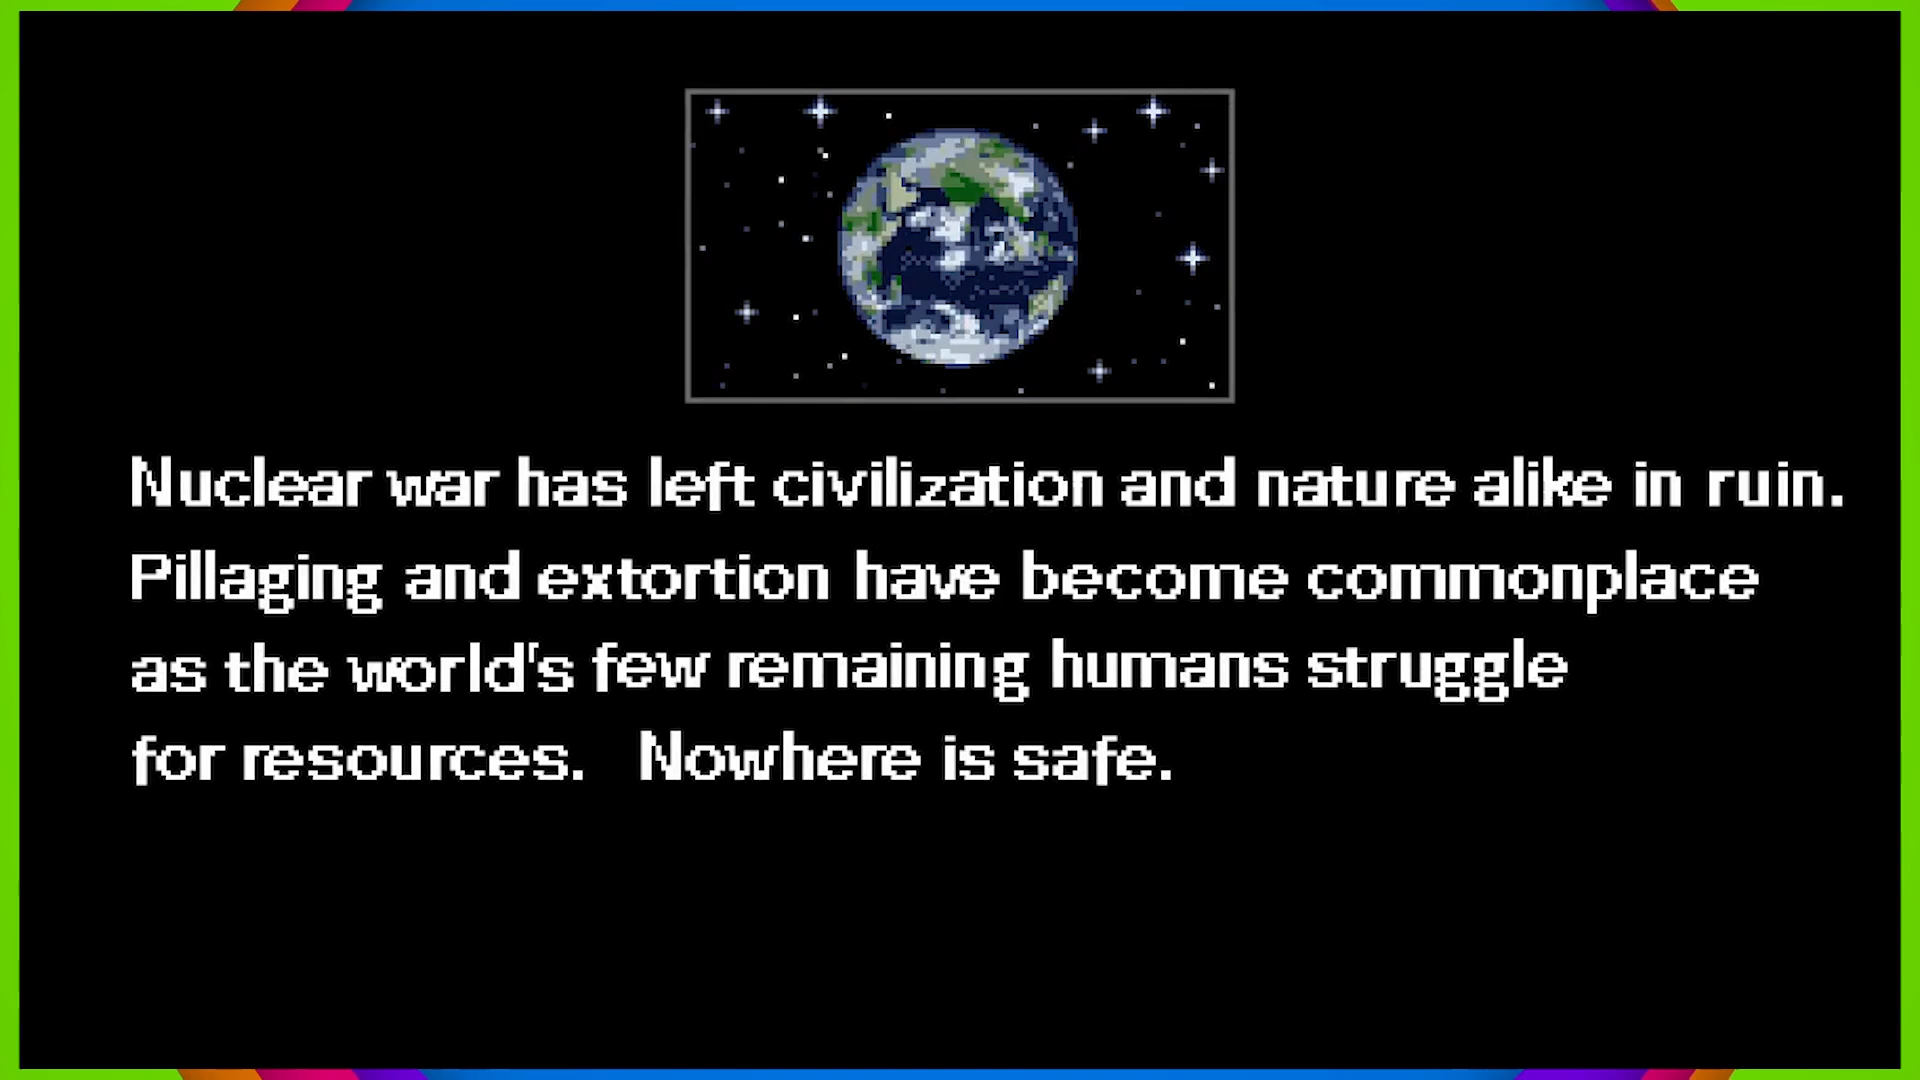 Nuclear war has left civilization and nature alike in ruin.
Pillaging and extortion have become commonplace
as the world's few remaining humans struggle
for resources.   Nowhere is safe.